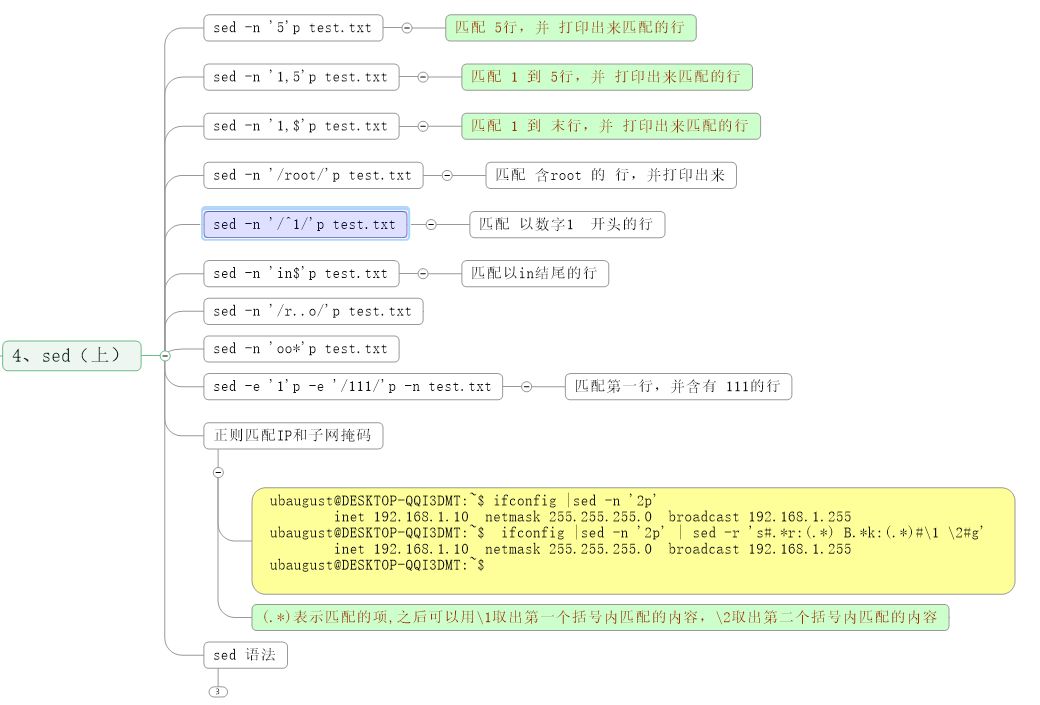 sed -n '5'p test.txt
匹配 5行，并 打印出来匹配的行
sed -n '1,5'p test.txt
匹配 1 到 5行，并 打印出来匹配的行
sed -n '1,$'p test.txt
匹配 1 到 末行，并 打印出来匹配的行
sed -n '/root/'p test.txt
匹配 含root 的 行，并打印出来
sed -n '/^1/'p test.txt
匹配 以数字1 开头的行
sed -n 'in$'p test.txt
匹配以in结尾的行
sed -n '/r..o/'p test.txt
sed -n 'oo*'p test.txt
4、sed（上）
sed -e '1'p -e '/111/'p -n test.txt
匹配第一行，并含有 111的行
正则匹配IP和子网掩码
ubaugust@DESKTOP-QQI3DMT:~$ ifconfig |sed -n '2p'
inet 192.168.1.10 netmask 255.255.255.0 broadcast 192.168.1.255
ubaugust@DESKTOP-QQI3DMT:~$ ifconfig |sed -n '2p' | sed -r 's#.*r:(.*) B.*k:(.*)#\1 \2#g'
inet 192.168.1.10 netmask 255.255.255.0 broadcast 192.168.1.255
ubaugust@DESKTOP-QQI3DMT:~$
(.*)表示匹配的项,之后可以用\1取出第一个括号内匹配的内容，\2取出第二个括号内匹配的内容
sed 语法
3